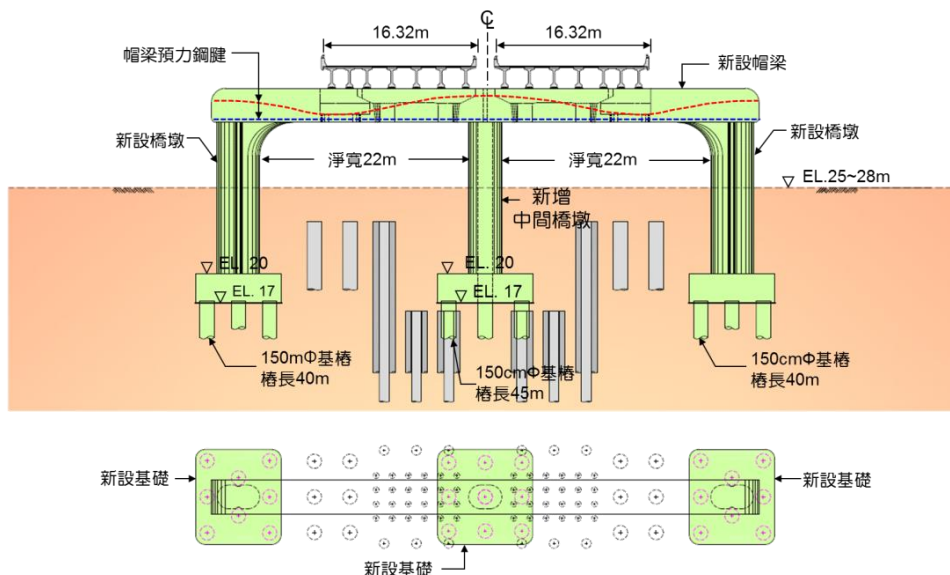 ℄
16.32m
16.32m
帽梁預力鋼腱
新設帽梁
新設橋墩
新設橋墩
淨寬22m
淨寬22m
EL.25~28m
新增
中間橋墩
EL. 20
EL. 20
EL. 17
EL. 17
150mΦ基樁
樁長40m
150cmΦ基樁
樁長45m
150cmΦ基樁
樁長40m
新設基礎
新設基礎
新設基礎